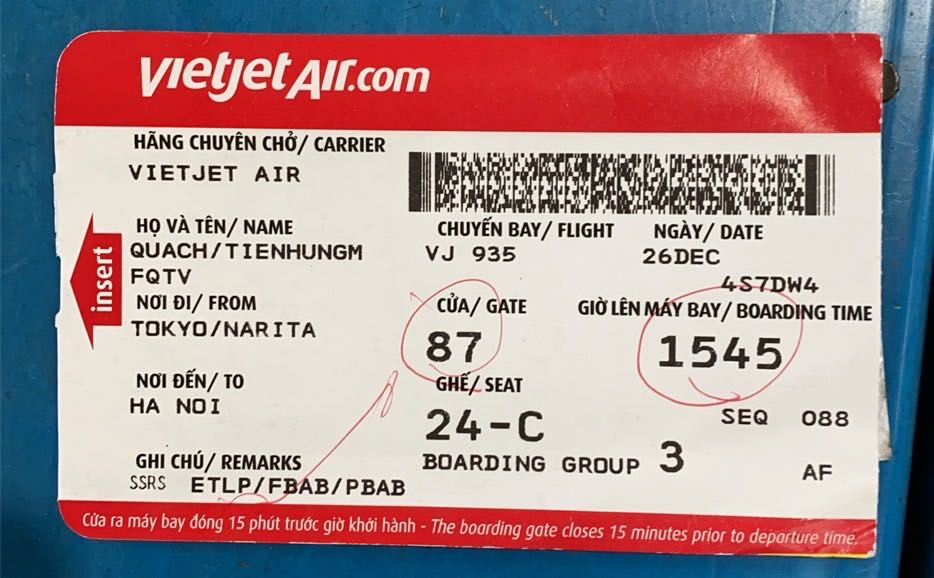 vietjetAir.com
HÃNG CHUYÊN CHỞ/ CARRIER
VIETJET AIR
HỌ VÀ TÊN/ NAME
CHUYẾN BAY/ FLIGHT
NGÀY/ DATE
QUACH/TIENHUNGM
VJ 935
26DEC
FQTV
4S7DW4
insert
NƠI ĐI/ FROM
CỬA/ GATE
GIỜ LÊN MÁY BAY/ BOARDING TIME
TOKYO/NARITA
87
1545
NƠI ĐẾN/ TO
GHẾ/ SEAT
HA NOI
24-C
SEQ 088
GHI CHÚ/ REMARKS
BOARDING GROUP 3
AF
SSRS ETLP/FBAB/PBAB
Cửa ra máy bay đóng 15 phút trước giờ khởi hành - The boarding gate closes 15 minutes prior to departure time.